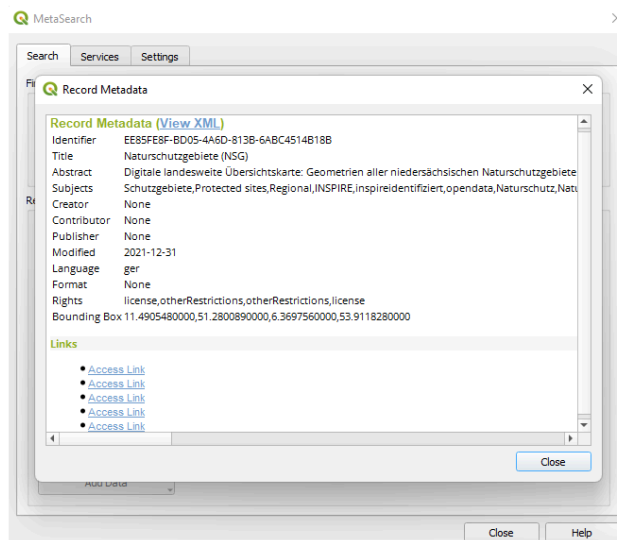 MetaSearch
Search Services Settings
Record Metadata
Record Metadata (View XML)
Identifier EE85FE8F-BD05-4A6D-813B-6ABC4514B18B
Title Naturschutzgebiete (NSG)
Abstract Digitale landesweite Übersichtskarte: Geometrien aller niedersächsischen Naturschutzgebiete
Subjects Schutzgebiete,Protected sites,Regional,INSPIRE,inspireidentifiziert,opendata,Naturschutz,Natu
Creator None
Contributor None
Publisher None
Modified 2021-12-31
Language ger
Format None
Rights license,otherRestrictions,otherRestrictions,license
Bounding Box 11.4905480000,51.2800890000,6.3697560000,53.9118280000
Links
Access Link
Access Link
Access Link
Access Link
Access Link
Close
Add Data
Close Help